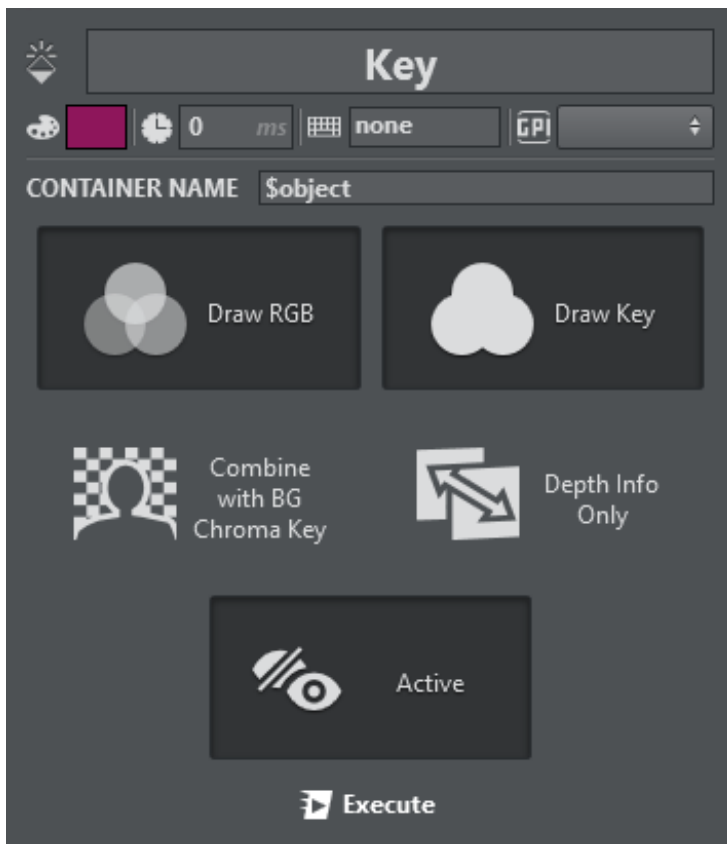 Key
0 ms none GPI
CONTAINER NAME $object
Draw RGB Draw Key
Combine
with BG
Chroma Key
Depth Info
Only
Active
Execute